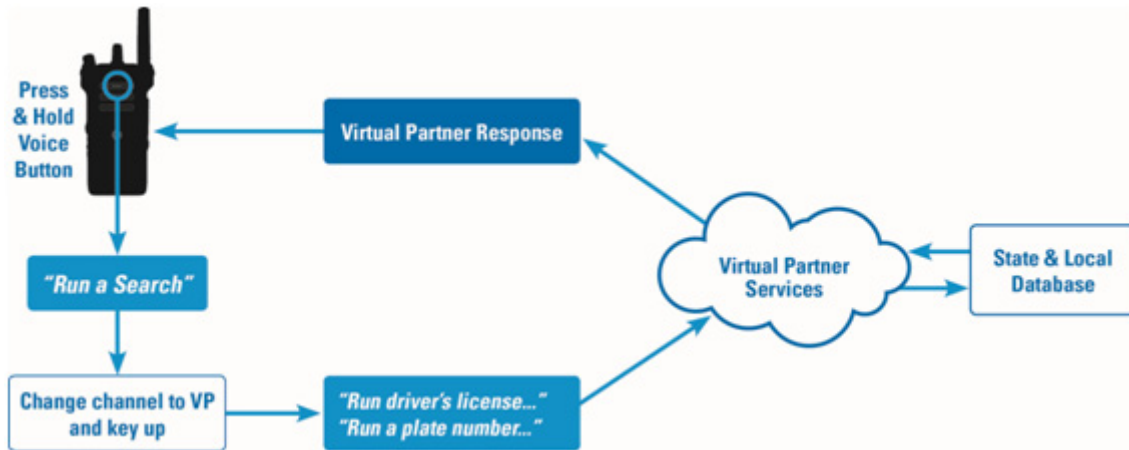 Press
& Hold
Voice
Button
Virtual Partner Response
Virtual Partner
Services
State & Local
Database
"Run a Search"
Change channel to VP
and key up
"Run driver's license..."
"Run a plate number..."